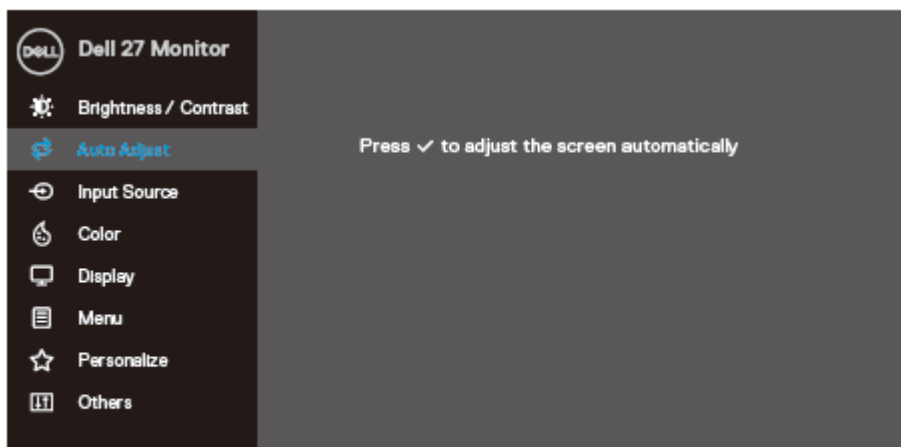 DELL Dell 27 Monitor
Brightness / Contrast
Auto Adjust
Press ✓ to adjust the screen automatically
Input Source
Color
Display
Menu
Personalize
Others